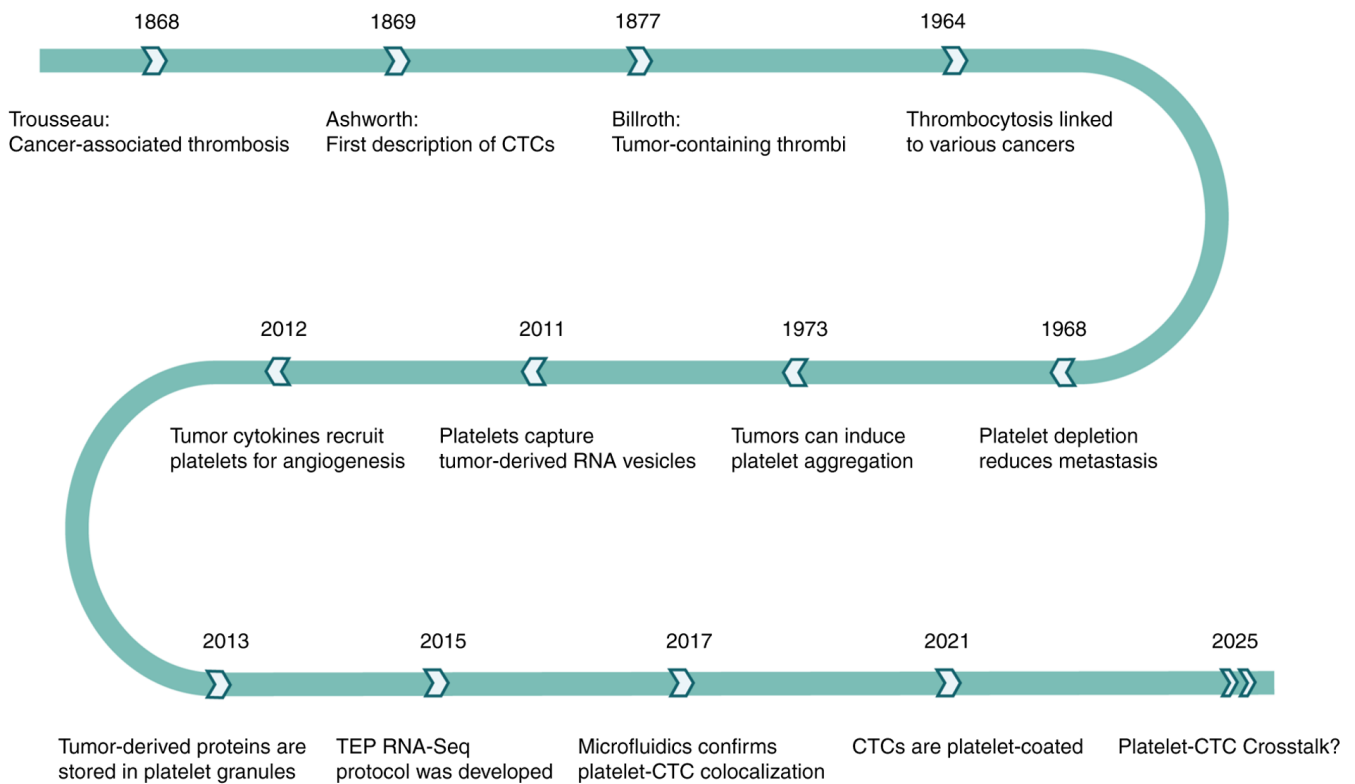 1868
1869
1877
1964
Trousseau:
Cancer-associated thrombosis
Ashworth:
First description of CTCs
Billroth:
Tumor-containing thrombi
Thrombocytosis linked
to various cancers
2012
2011
1973
1968
Tumor cytokines recruit
platelets for angiogenesis
Platelets capture
tumor-derived RNA vesicles
Tumors can induce
platelet aggregation
Platelet depletion
reduces metastasis
2013
2015
2017
2021
2025
Tumor-derived proteins are
stored in platelet granules
TEP RNA-Seq
protocol was developed
Microfluidics confirms
platelet-CTC colocalization
CTCs are platelet-coated
Platelet-CTC Crosstalk?